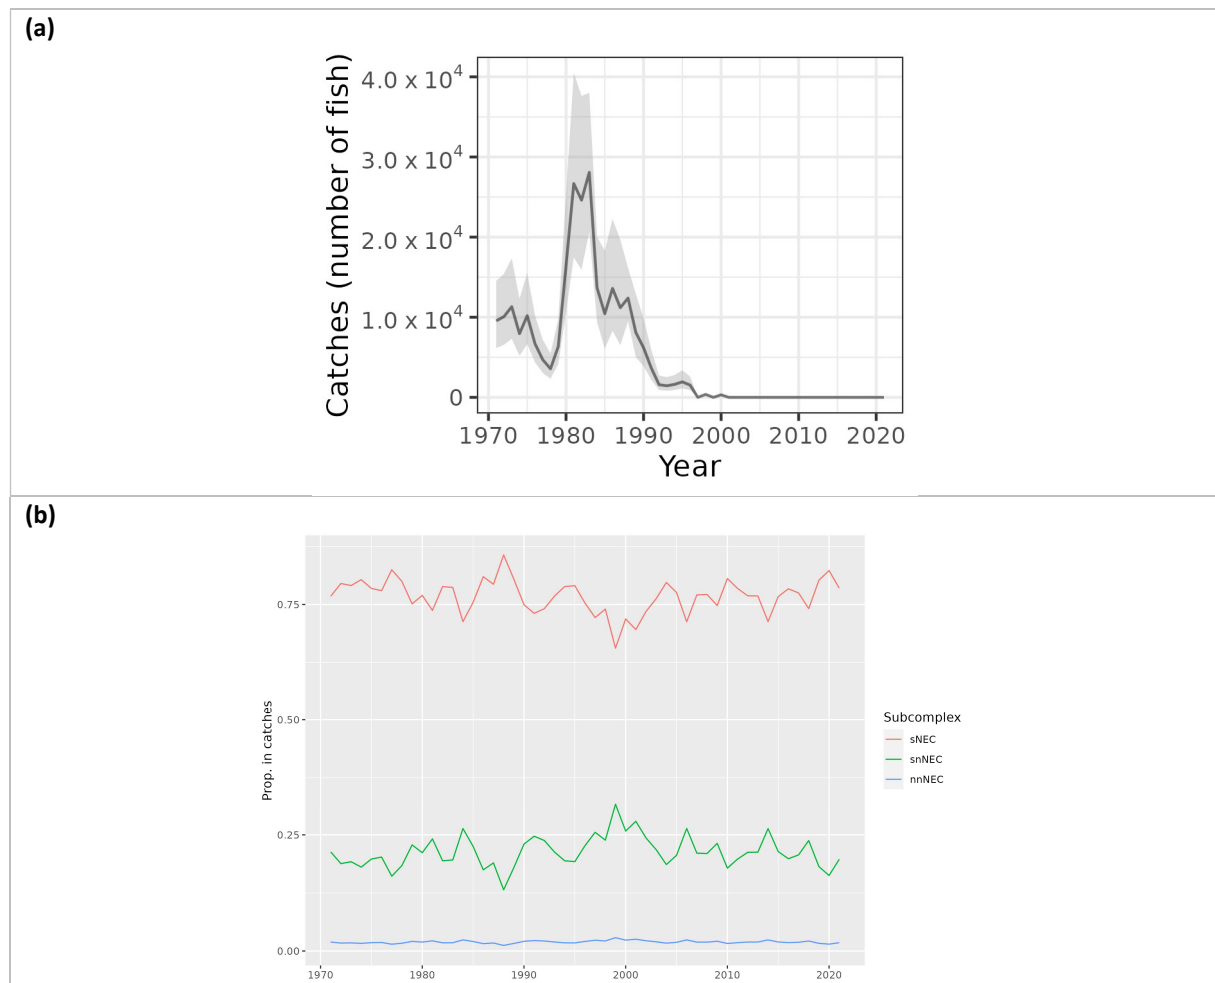 (a)
Catches (number of fish)
4.0 x 10⁴
3.0 x 10⁴
2.0 x 10⁴
1.0 x 10⁴
0
1970 1980 1990 2000 2010 2020
Year
(b)
Prop. in catches
0.75
0.50
0.25
0.00
1970 1980 1990 2000 2010 2020
Subcomplex
sNEC
snNEC
nnNEC